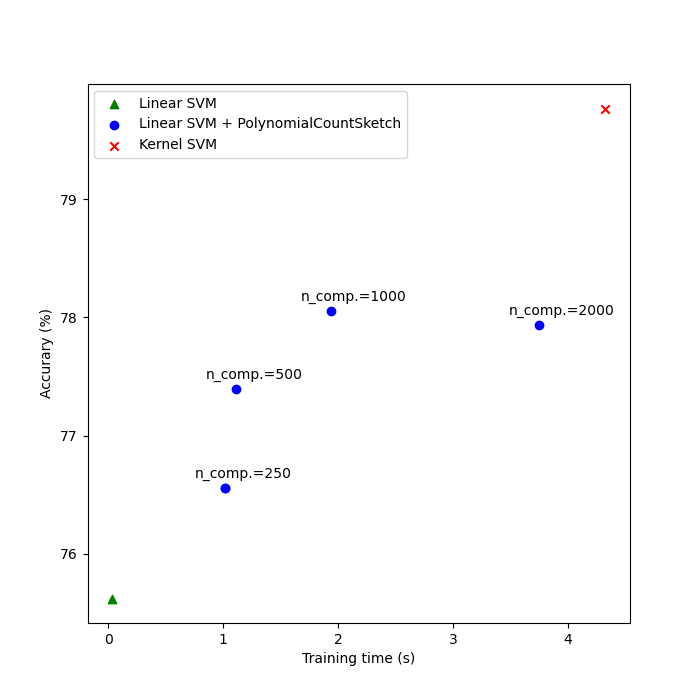 Linear SVM
Linear SVM + PolynomialCountSketch
Kernel SVM
79
78
77
76
n_comp.=1000
n_comp.=2000
n_comp.=500
n_comp.=250
Accurary (%)
0 1 2 3 4
Training time (s)